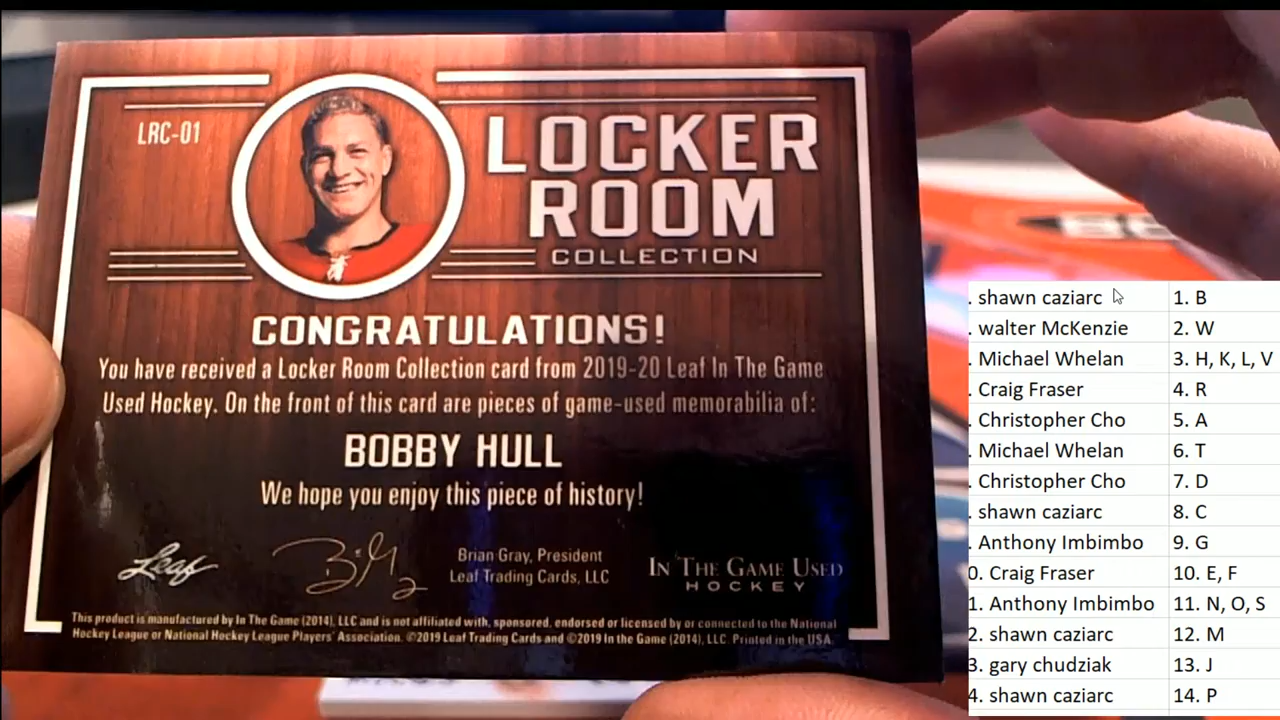 LRC-01
LOCKER
ROOM
COLLECTION
CONGRATULATIONS!
You have received a Locker Room Collection card from 2019-20 Leaf In The Game
Used Hockey. On the front of this card are pieces of game-used memorabilia of:
BOBBY HULL
We hope you enjoy this piece of history!
Leaf
Brian Gray, President
Leaf Trading Cards, LLC
IN THE GAME USED
HOCKEY
This product is manufactured by In The Game (2014), LLC and is not affiliated with, sponsored, endorsed or licensed by or connected to the National
Hockey League or National Hockey League Players' Association. ©2019 Leaf Trading Cards and ©2019 In the Game (2014), LLC. Printed in the USA.
. shawn caziarc 1. B
. walter McKenzie 2. W
. Michael Whelan 3. H, K, L, V
. Craig Fraser 4. R
. Christopher Cho 5. A
. Michael Whelan 6. T
. Christopher Cho 7. D
. shawn caziarc 8. C
. Anthony Imbimbo 9. G
0. Craig Fraser 10. E, F
1. Anthony Imbimbo 11. N, O, S
2. shawn caziarc 12. M
3. gary chudziak 13. J
4. shawn caziarc 14. P